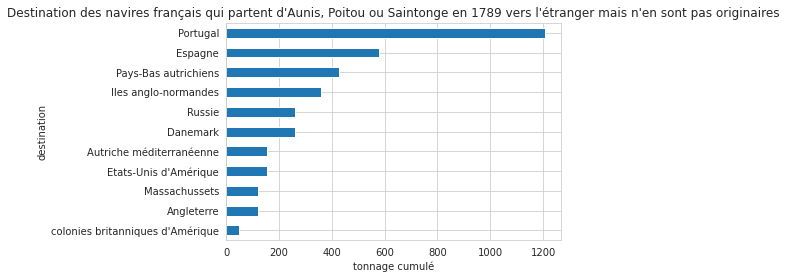 Destination des navires français qui partent d'Aunis, Poitou ou Saintonge en 1789 vers l'étranger mais n'en sont pas originaires
Portugal
Espagne
Pays-Bas autrichiens
Iles anglo-normandes
Russie
Danemark
Autriche méditerranéenne
Etats-Unis d'Amérique
Massachussets
Angleterre
colonies britanniques d'Amérique
destination
0 200 400 600 800 1000 1200
tonnage cumulé